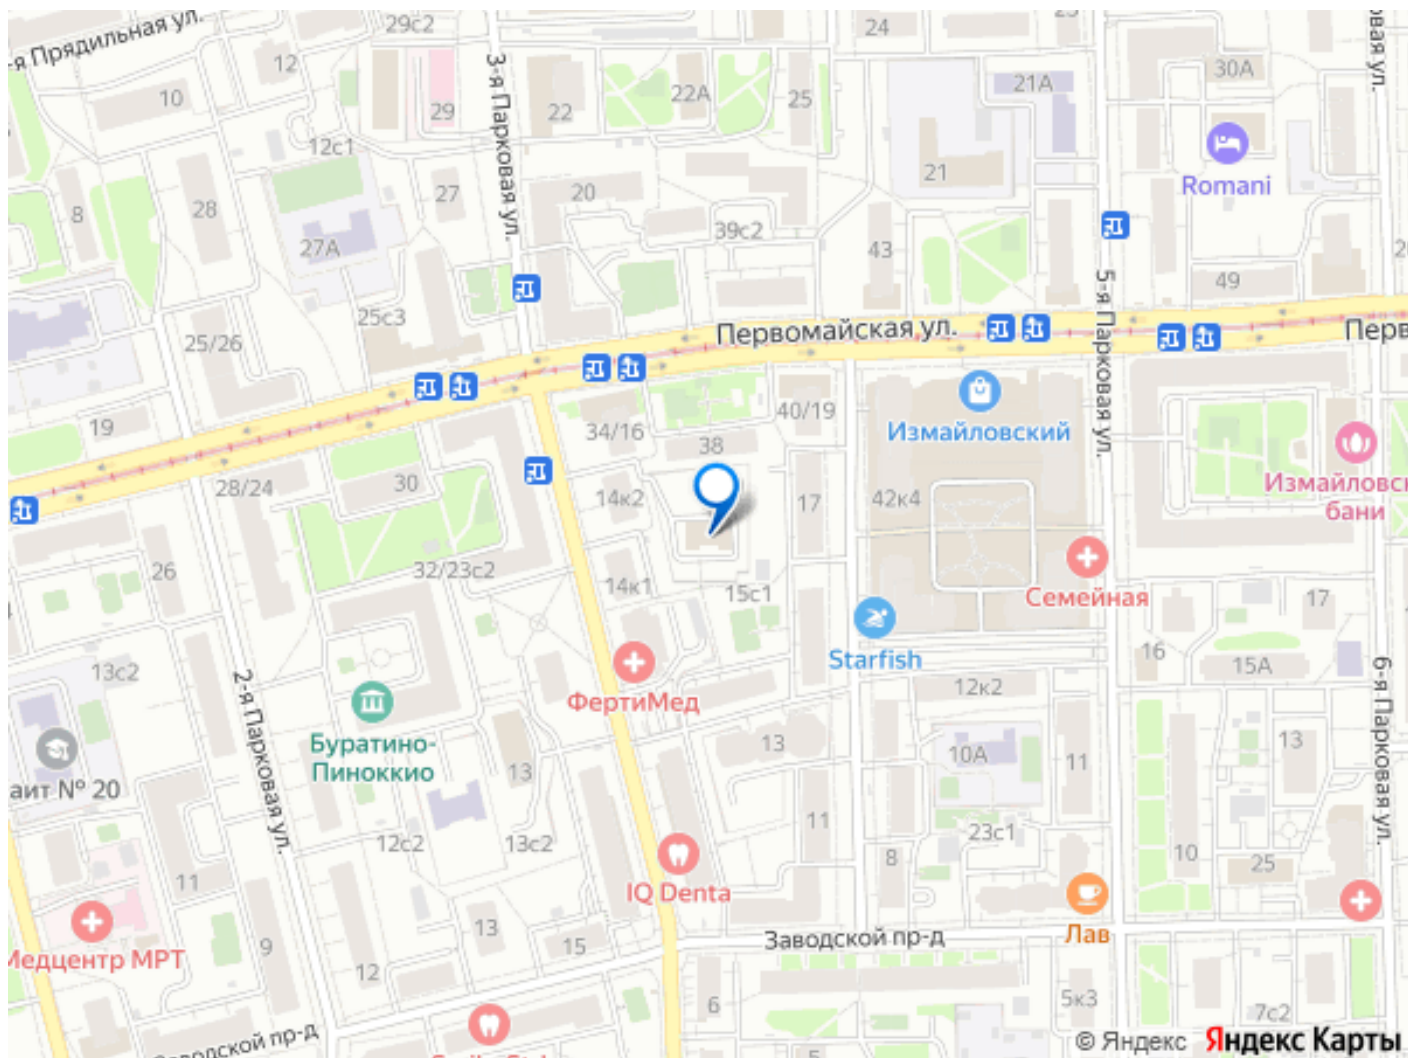 я Прядильная ул.
29с2
24
12
10
29
22
22А
25
21А
30А
3-я Парковая ул.
12с1
27
20
21
Romani
8
28
27А
39с2
43
49
25с3
25/26
5-я Парковая ул.
Первомайская ул.
Перв
19
34/16
40/19
Измайловский
38
28/24
30
14к2
17
42к4
Измайловс
бани
26
32/23с2
14к1
15с1
Семейная
17
13с2
Starfish
16
15А
2-я Парковая ул.
ФертиМед
12к2
6-я Парковая ул.
Буратино-
Пиноккио
13
13
10А
11
13
аит № 20
12с2
13с2
11
23с1
11
8
10
25
IQ Denta
13
Лав
Медцентр МРТ
9
15
Заводской пр-д
12
6
5к3
7с2
Заводской пр-д
5
© Яндекс Яндекс Карты